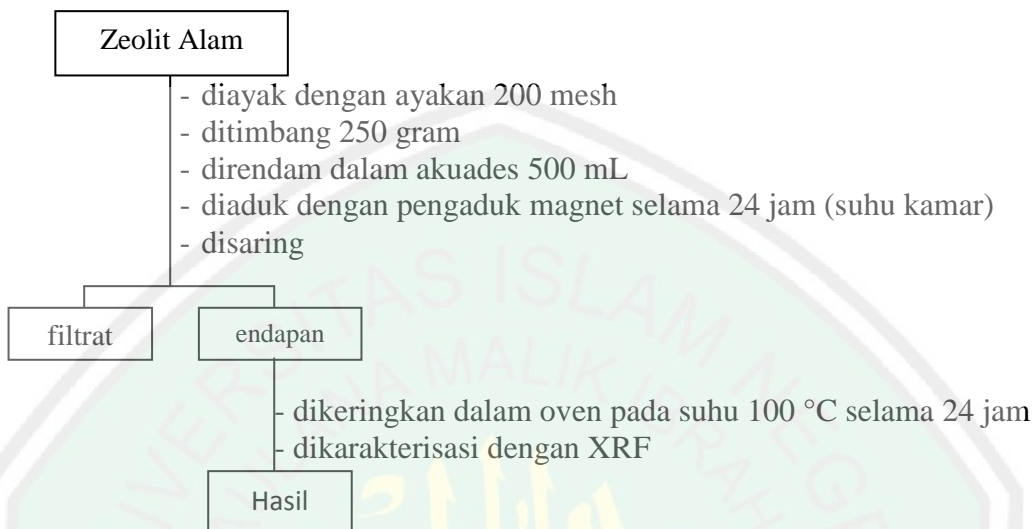 Zeolit Alam
- diayak dengan ayakan 200 mesh
- ditimbang 250 gram
- direndam dalam akuades 500 mL
- diaduk dengan pengaduk magnet selama 24 jam (suhu kamar)
- disaring
filtrat
endapan
- dikeringkan dalam oven pada suhu 100 °C selama 24 jam
- dikarakterisasi dengan XRF
Hasil